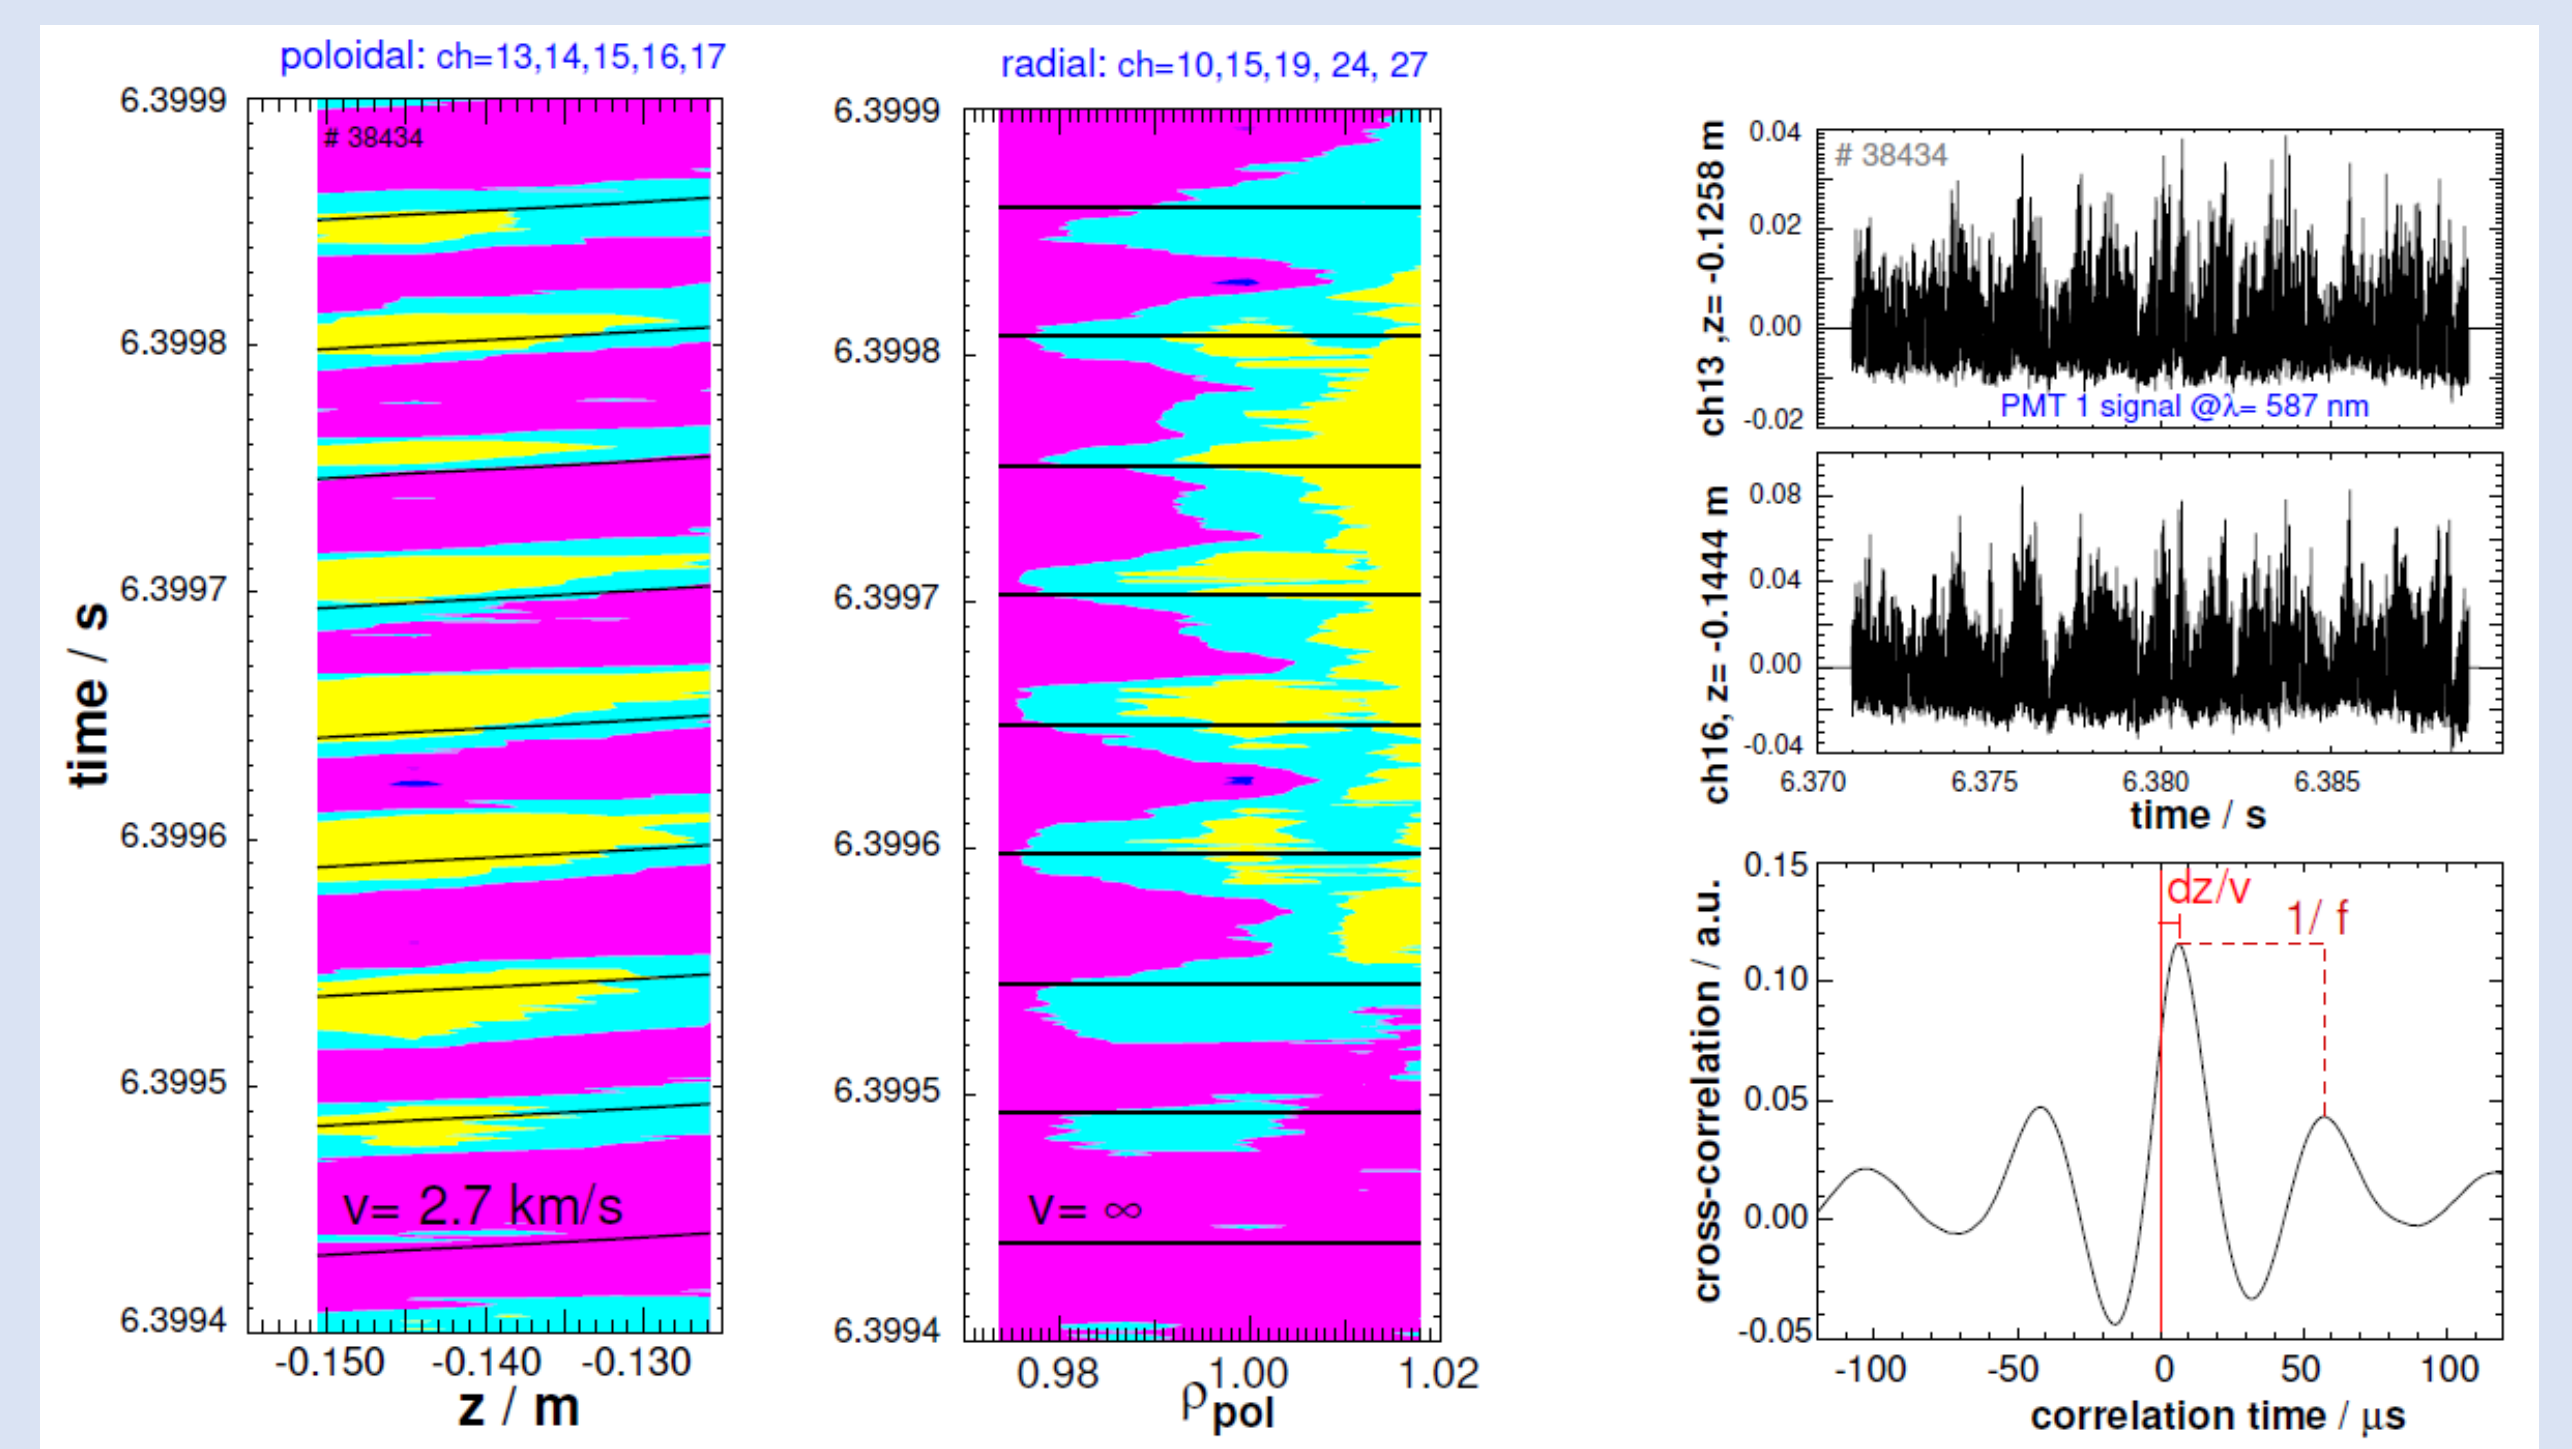 poloidal: ch=13,14,15,16,17
6.3999
# 38434
6.3998
6.3997
6.3996
6.3995
6.3994
v= 2.7 km/s
time / s
-0.150 -0.140 -0.130
z / m
radial: ch=10,15,19, 24, 27
6.3999
6.3998
6.3997
6.3996
6.3995
6.3994
v= ∞
0.98 1.00 1.02
ρpol
ch13 ,z= -0.1258 m
0.04
0.02
0.00
-0.02
# 38434
PMT 1 signal @λ= 587 nm
ch16, z= -0.1444 m
0.08
0.04
0.00
-0.04
6.370 6.375 6.380 6.385
time / s
cross-correlation / a.u.
0.15
0.10
0.05
0.00
-0.05
dz/v
1/ f
-100 -50 0 50 100
correlation time / μs